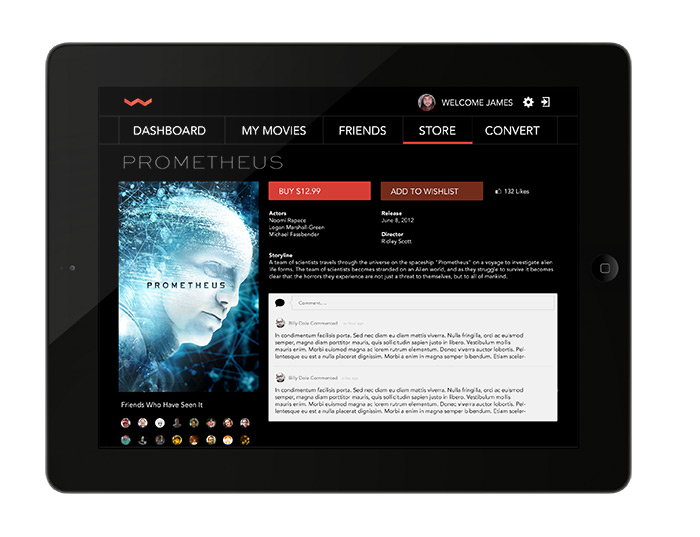 WELCOME JAMES
DASHBOARD
MY MOVIES
FRIENDS
STORE
CONVERT
PROMETHEUS
BUY $12.99
ADD TO WISHLIST
132 Likes
PROMETHEUS
Actors
Noomi Rapace
Logan Marshall-Green
Michael Fassbender
Release
June 8, 2012
Director
Ridley Scott
Storyline
A team of scientists travels through the universe on the spaceship "Prometheus" on a voyage to investigate alien
life forms. The team of scientists becomes stranded on an Alien world, and as they struggle to survive it becomes
clear that the horrors they experience are not just a threat to themselves, but to all of mankind.
Comment....
Billy Dole Commented
In condimentum facilisis porta. Sed nec diam eu diam mattis viverra. Nulla fringilla, orci ac euismod
semper, magna diam porttitor mauris, quis sollicitudin sapien justo in libero. Vestibulum mollis
mauris enim. Morbi euismod magna ac lorem rutrum elementum. Donec viverra auctor lobortis. Pel-
lentesque eu est a nulla placerat dignissim. Morbi a enim in magna semper bibendum. Etiam sceler-
Billy Dole Commented
In condimentum facilisis porta. Sed nec diam eu diam mattis viverra. Nulla fringilla, orci ac euismod
semper, magna diam porttitor mauris, quis sollicitudin sapien justo in libero. Vestibulum mollis
mauris enim. Morbi euismod magna ac lorem rutrum elementum. Donec viverra auctor lobortis. Pel-
lentesque eu est a nulla placerat dignissim. Morbi a enim in magna semper bibendum. Etiam sceler-
Friends Who Have Seen It